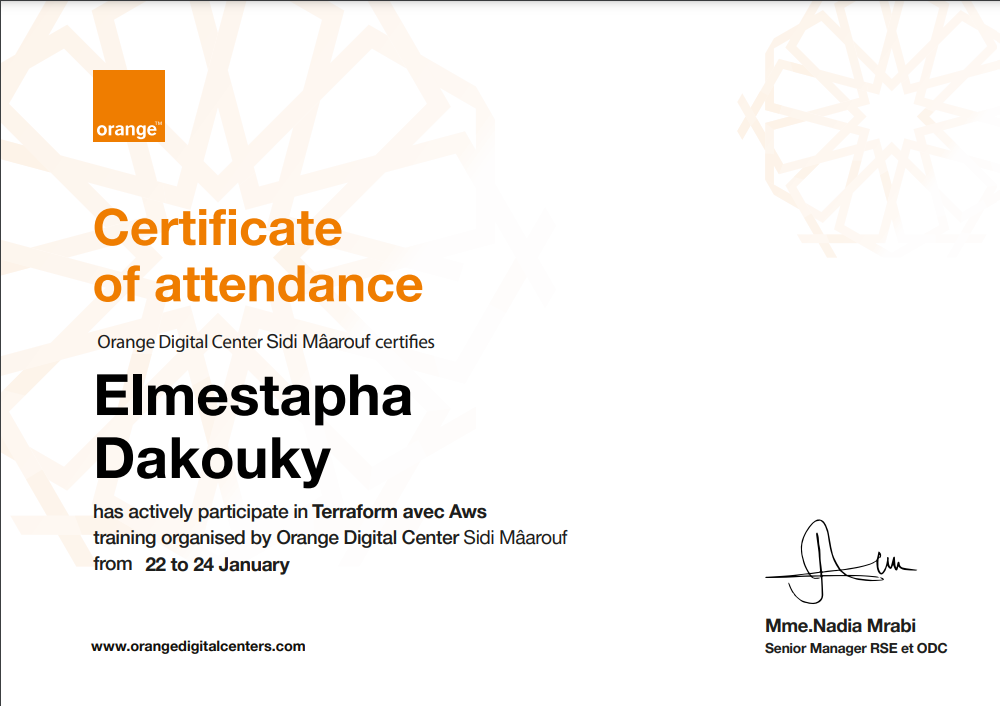 orange™
Certificate
of attendance
Orange Digital Center Sidi Mâarouf certifies
Elmestapha
Dakouky
has actively participate in Terraform avec Aws
training organised by Orange Digital Center Sidi Mâarouf
from 22 to 24 January
Mme.Nadia Mrabi
Senior Manager RSE et ODC
www.orangedigitalcenters.com